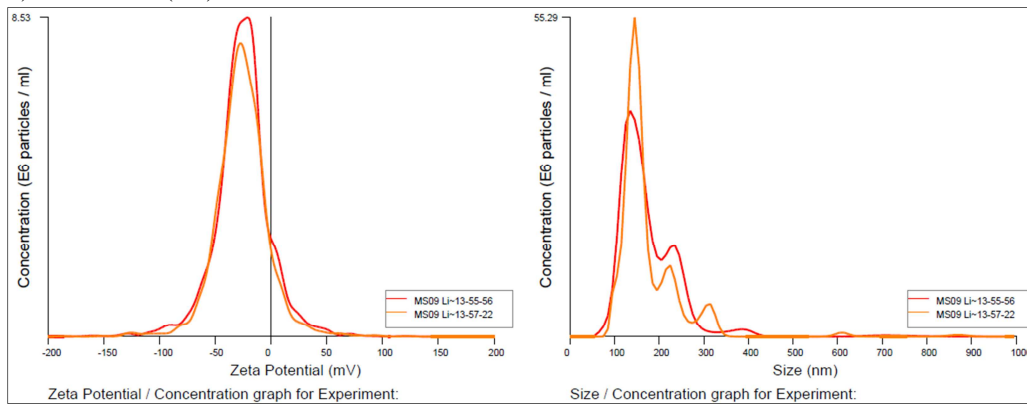 8.53
Concentration (E6 particles / ml)
MS09 Li~13-55-56
MS09 Li~13-57-22
-200 -150 -100 -50 0 50 100 150 200
Zeta Potential (mV)
Zeta Potential / Concentration graph for Experiment:
55.29
Concentration (E6 particles / ml)
MS09 Li~13-55-56
MS09 Li~13-57-22
0 100 200 300 400 500 600 700 800 900 1000
Size (nm)
Size / Concentration graph for Experiment: